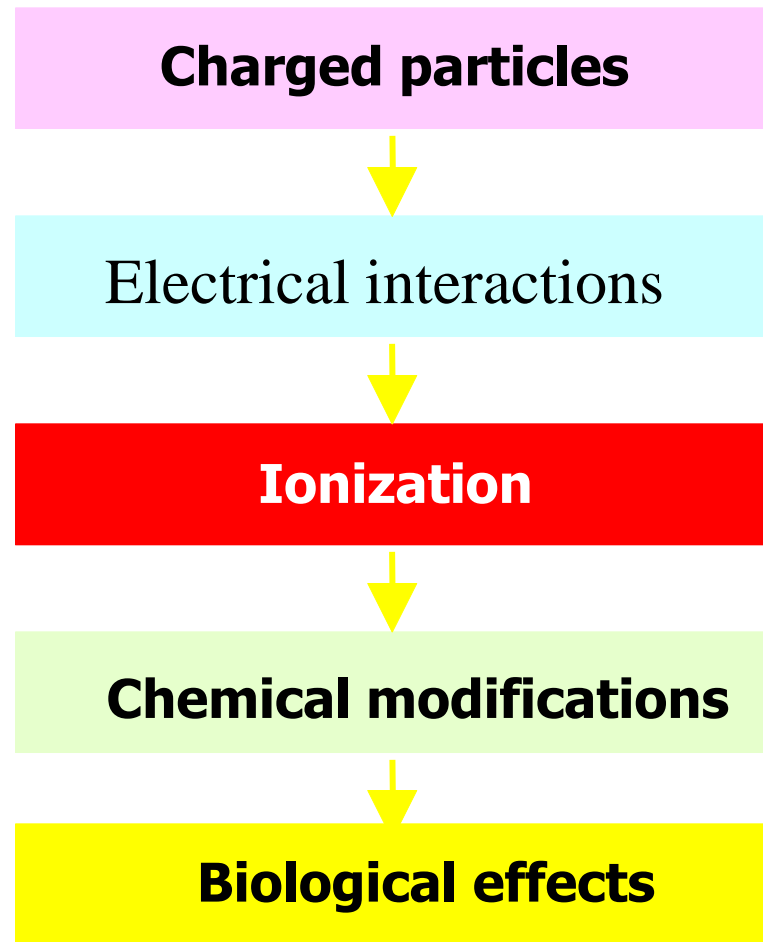 Charged particles
Electrical interactions
Ionization
Chemical modifications
Biological effects